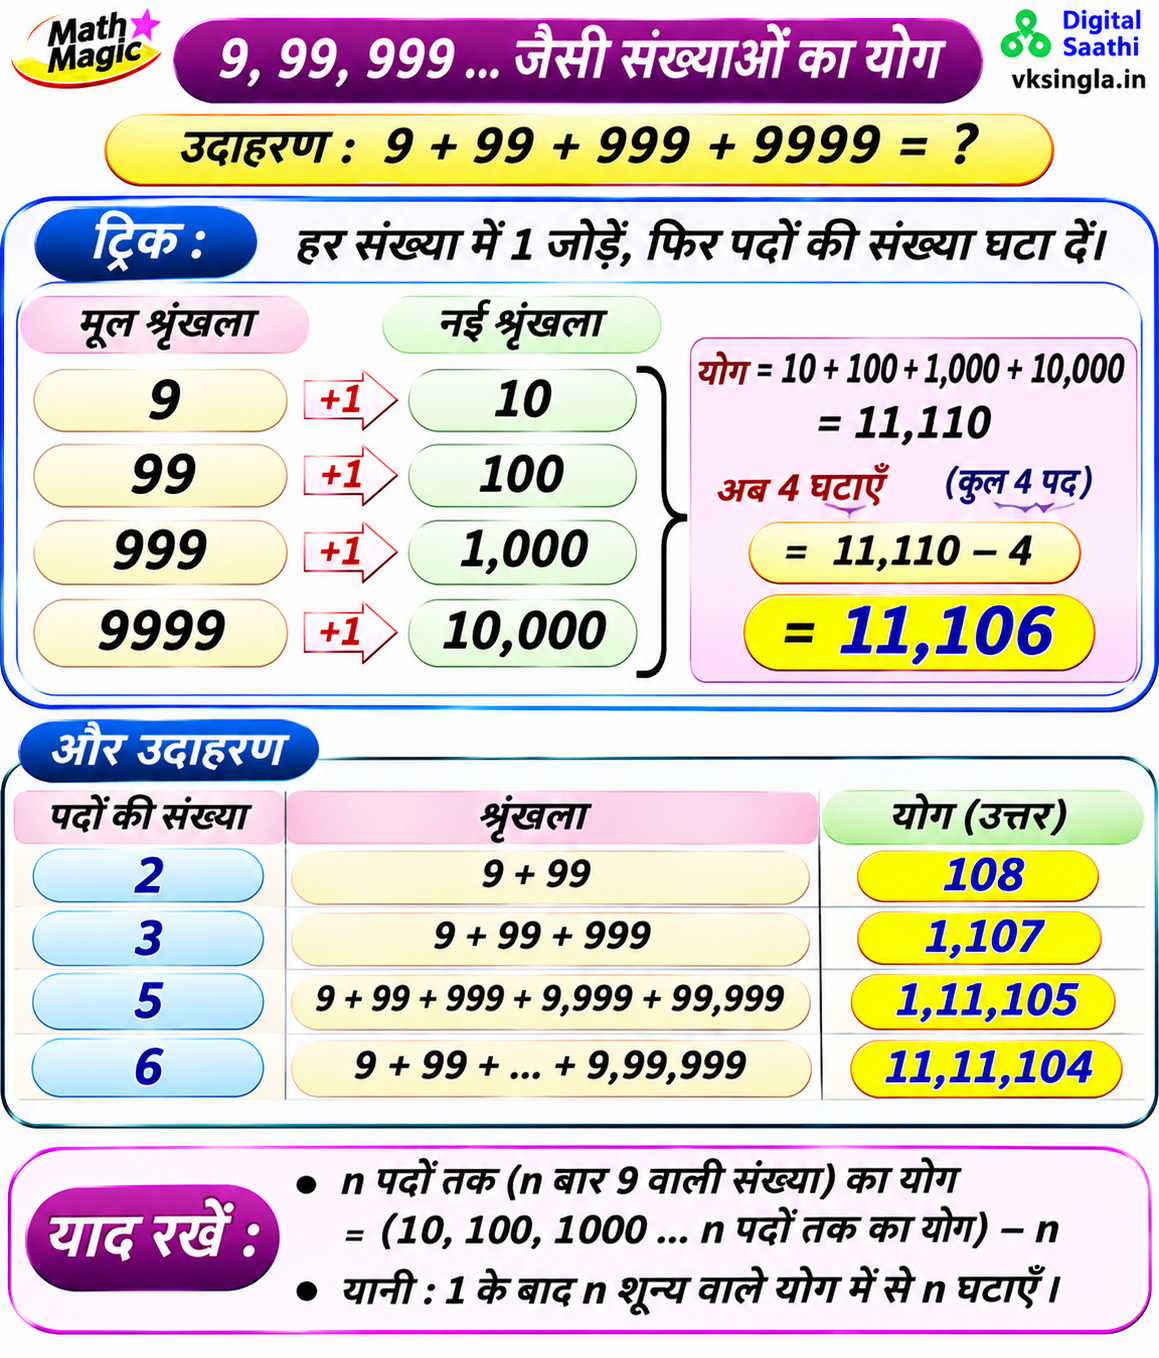 Math
Magic
9, 99, 999 ... जैसी संख्याओं का योग
Digital
Saathi
vksingla.in
उदाहरण : 9 + 99 + 999 + 9999 = ?
ट्रिक :
हर संख्या में 1 जोड़ें, फिर पदों की संख्या घटा दें।
मूल श्रृंखला
नई श्रृंखला
9 +1 10
99 +1 100
999 +1 1,000
9999 +1 10,000
योग = 10 + 100 + 1,000 + 10,000
= 11,110
अब 4 घटाएँ (कुल 4 पद)
= 11,110 – 4
= 11,106
और उदाहरण
पदों की संख्या श्रृंखला योग (उत्तर)
2 9 + 99 108
3 9 + 99 + 999 1,107
5 9 + 99 + 999 + 9,999 + 99,999 1,11,105
6 9 + 99 + ... + 9,99,999 11,11,104
याद रखें :
• n पदों तक (n बार 9 वाली संख्या) का योग
= (10, 100, 1000 ... n पदों तक का योग) – n
• यानी : 1 के बाद n शून्य वाले योग में से n घटाएँ ।